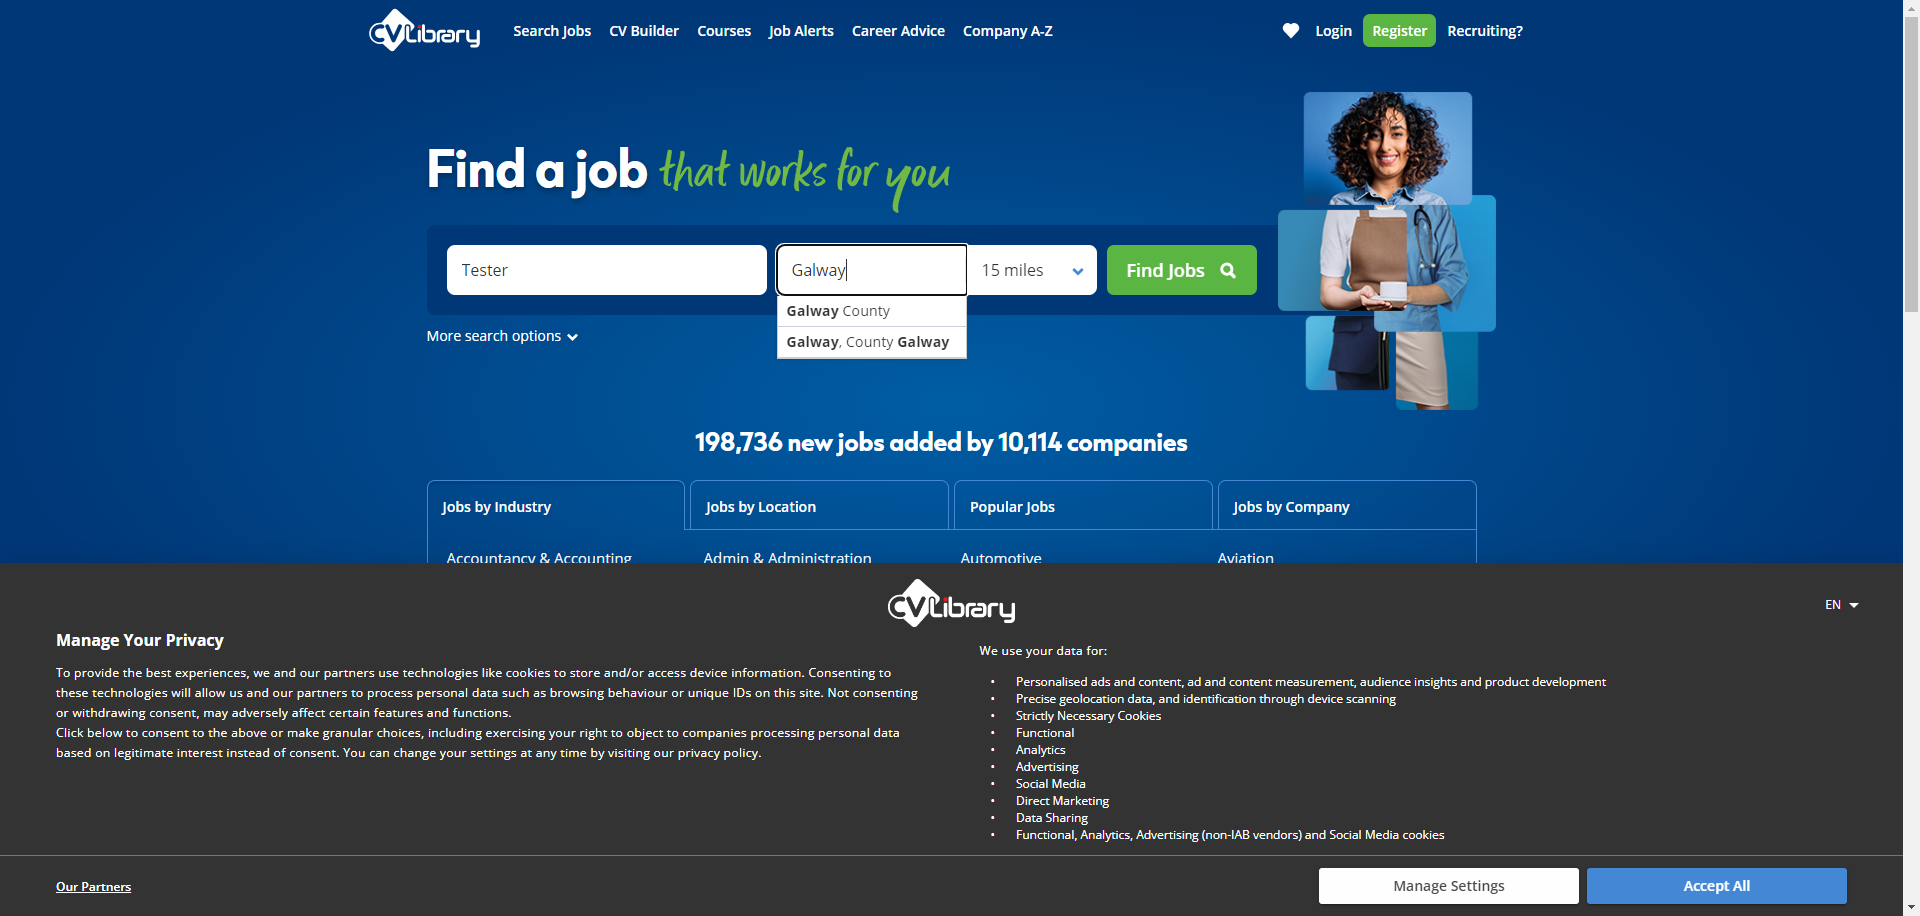 CVLibrary
Search Jobs
CV Builder
Courses
Job Alerts
Career Advice
Company A-Z
Login
Register
Recruiting?
Find a job that works for you
Tester
Galway
15 miles
Find Jobs
Galway County
Galway, County Galway
More search options
198,736 new jobs added by 10,114 companies
Jobs by Industry
Jobs by Location
Popular Jobs
Jobs by Company
Accountancy & Accounting
Admin & Administration
Automotive
Aviation
CVLibrary
EN
Manage Your Privacy
To provide the best experiences, we and our partners use technologies like cookies to store and/or access device information. Consenting to
these technologies will allow us and our partners to process personal data such as browsing behaviour or unique IDs on this site. Not consenting
or withdrawing consent, may adversely affect certain features and functions.
Click below to consent to the above or make granular choices, including exercising your right to object to companies processing personal data
based on legitimate interest instead of consent. You can change your settings at any time by visiting our privacy policy.
We use your data for:
• Personalised ads and content, ad and content measurement, audience insights and product development
• Precise geolocation data, and identification through device scanning
• Strictly Necessary Cookies
• Functional
• Analytics
• Advertising
• Social Media
• Direct Marketing
• Data Sharing
• Functional, Analytics, Advertising (non-IAB vendors) and Social Media cookies
Our Partners
Manage Settings
Accept All